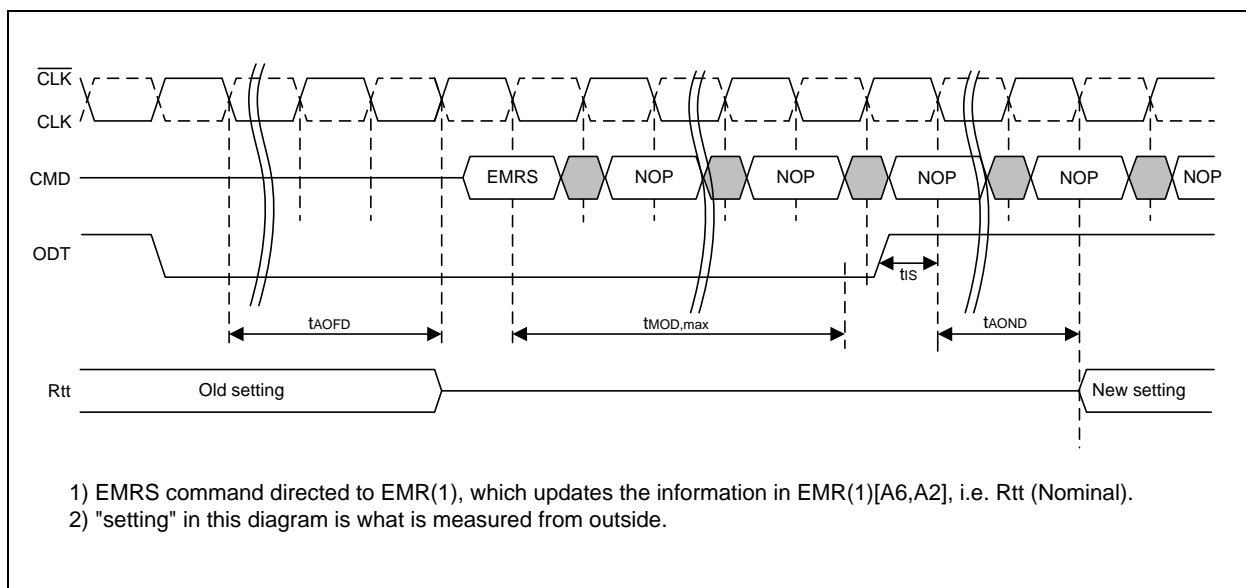 CLK
CLK
CMD
EMRS
NOP
NOP
NOP
NOP
NOP
ODT
tIS
tAOFD
tMOD,max
tAOND
Rtt
Old setting
New setting
1) EMRS command directed to EMR(1), which updates the information in EMR(1)[A6,A2], i.e. Rtt (Nominal).
2) "setting" in this diagram is what is measured from outside.